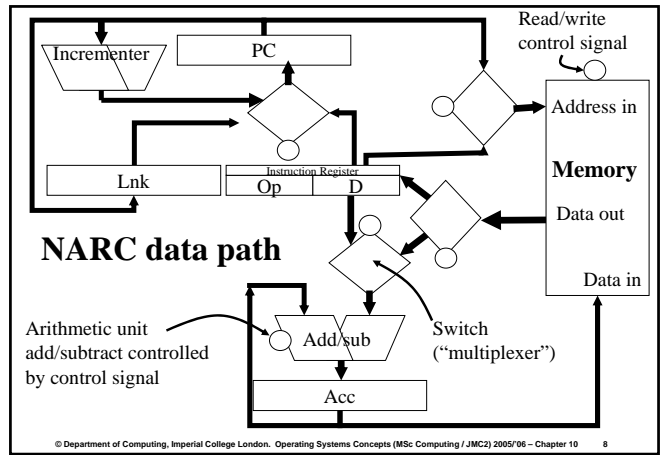 Read/write
control signal
Incrementer
PC
Address in
Memory
Instruction Register
Lnk
Op
D
Data out
NARC data path
Data in
Arithmetic unit
add/subtract controlled
by control signal
Add/sub
Switch
(“multiplexer”)
Acc
© Department of Computing, Imperial College London. Operating Systems Concepts (MSc Computing / JMC2) 2005/'06 – Chapter 10 8